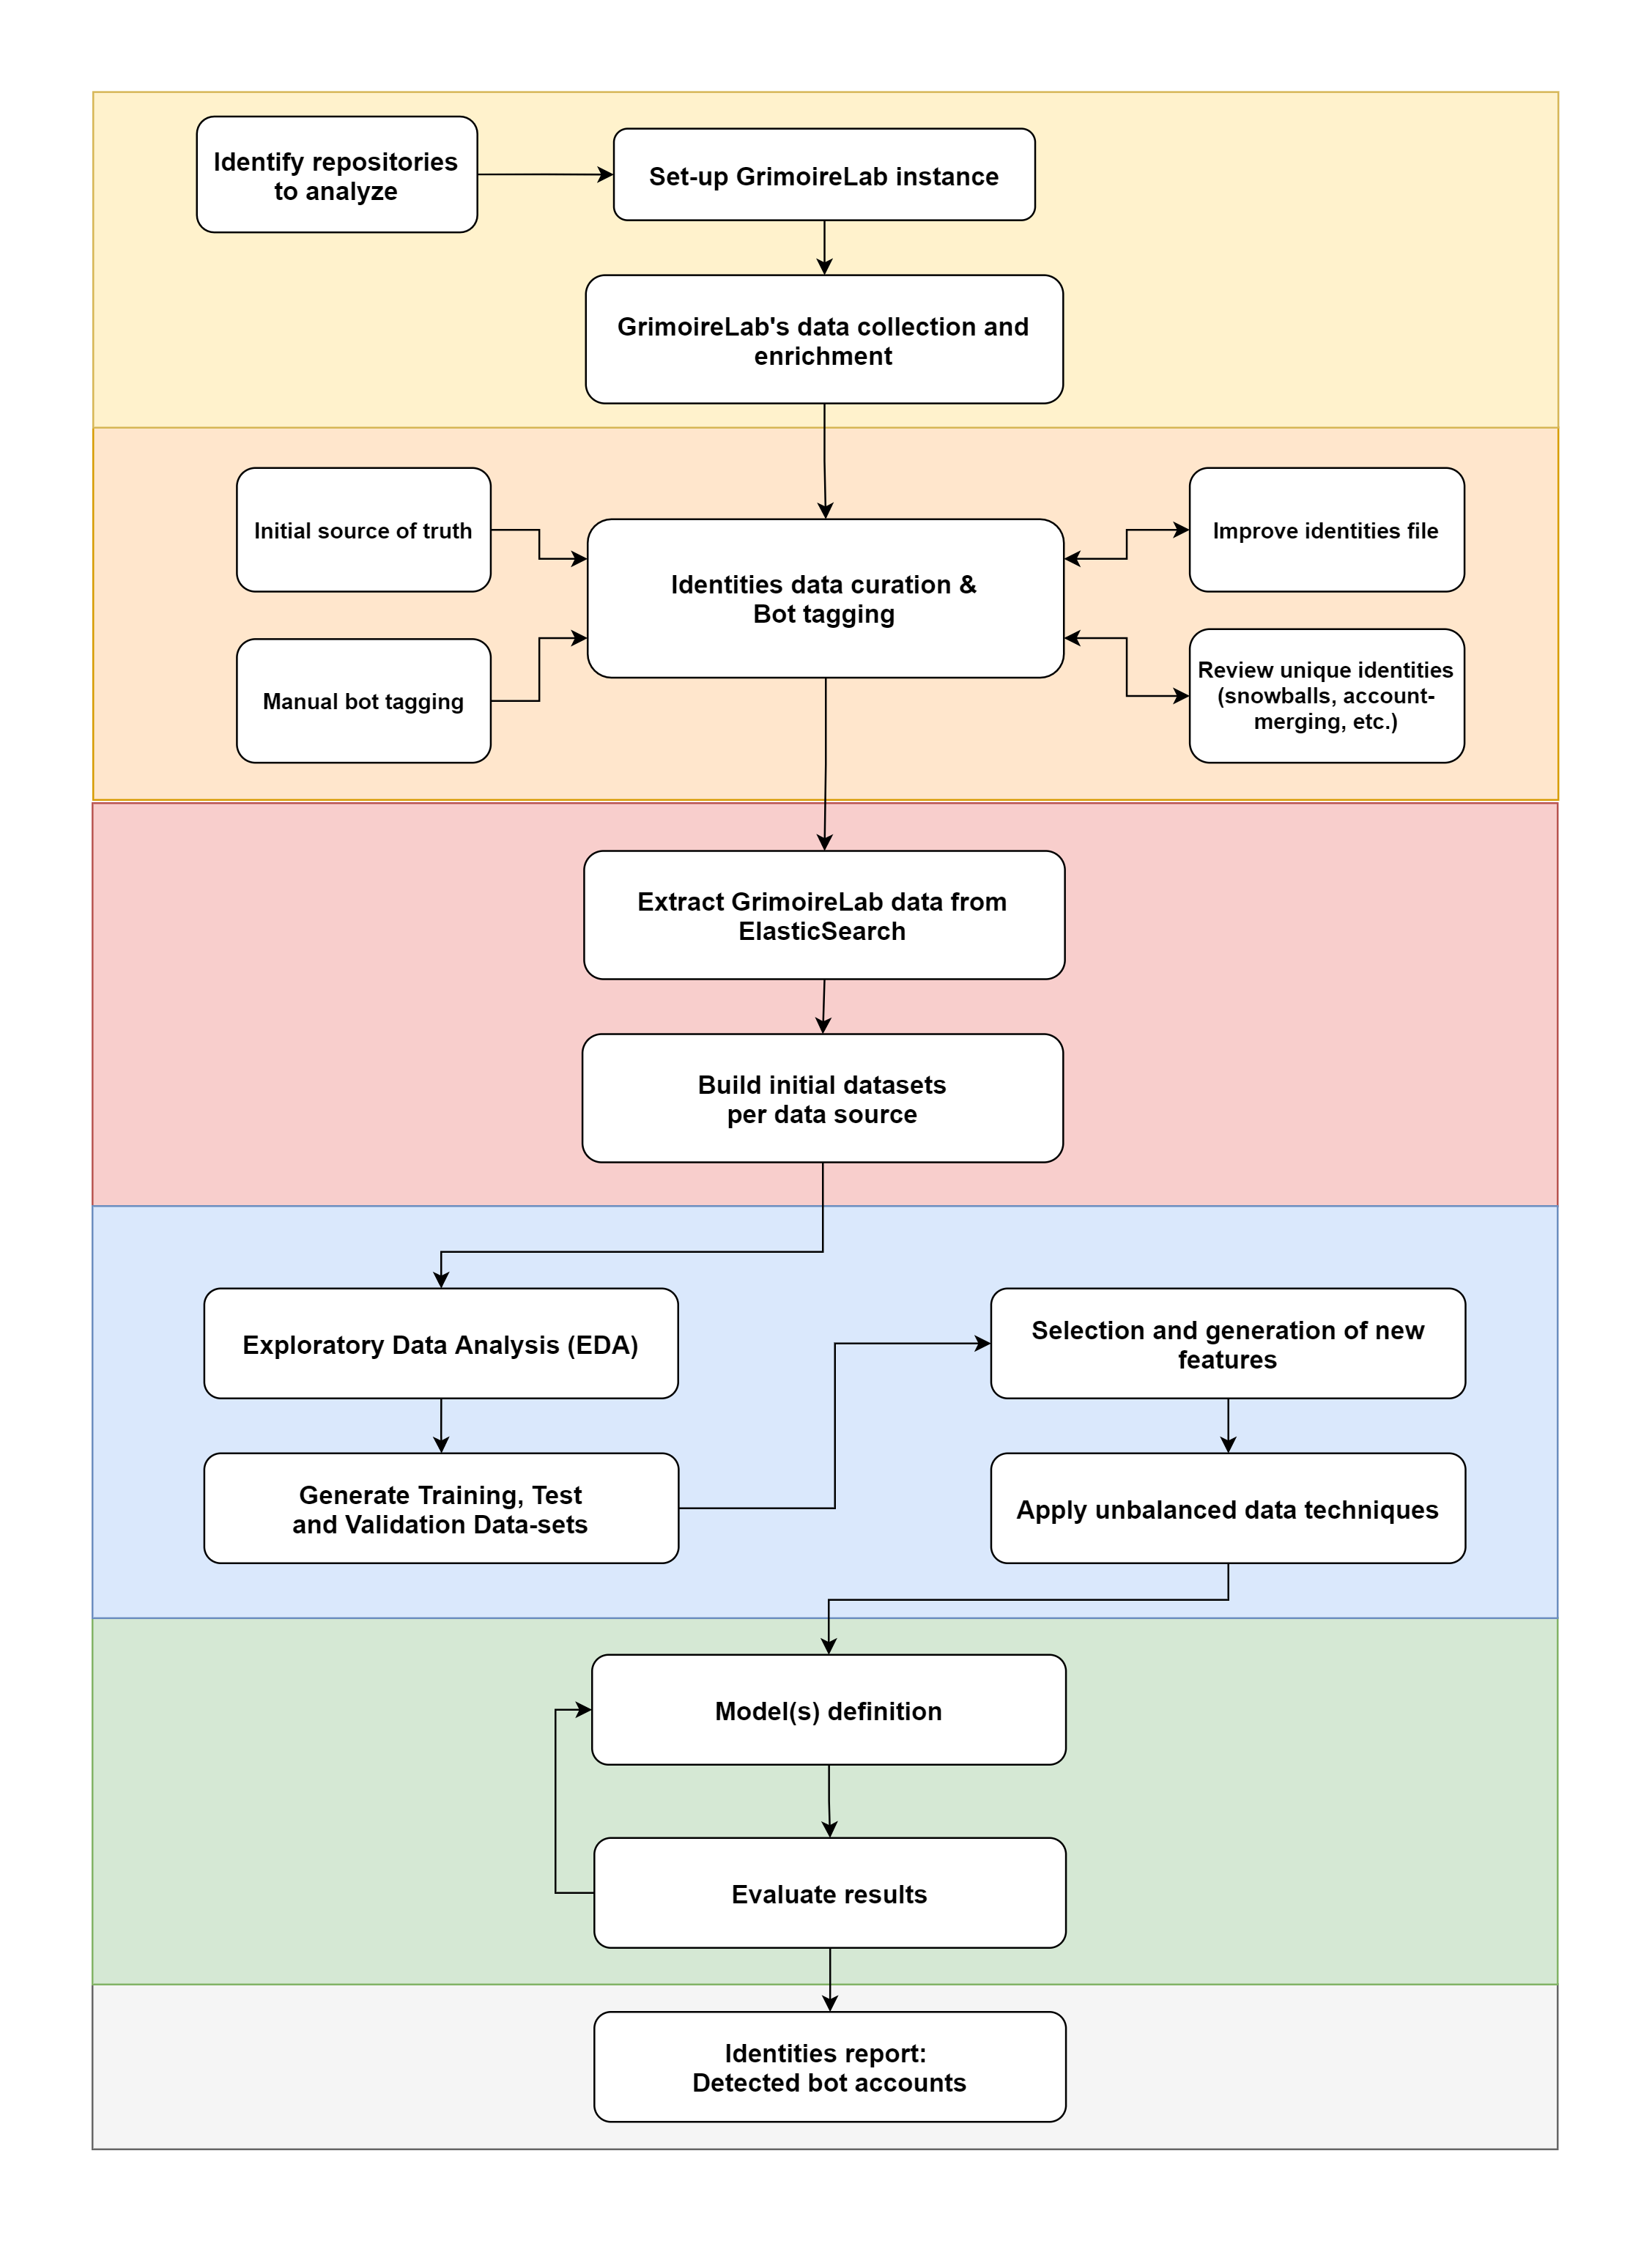 Identify repositories
to analyze
Set-up GrimoireLab instance
GrimoireLab's data collection and
enrichment
Initial source of truth
Improve identities file
Identities data curation &
Bot tagging
Manual bot tagging
Review unique identities
(snowballs, account-
merging, etc.)
Extract GrimoireLab data from
ElasticSearch
Build initial datasets
per data source
Exploratory Data Analysis (EDA)
Generate Training, Test
and Validation Data-sets
Selection and generation of new
features
Apply unbalanced data techniques
Model(s) definition
Evaluate results
Identities report:
Detected bot accounts